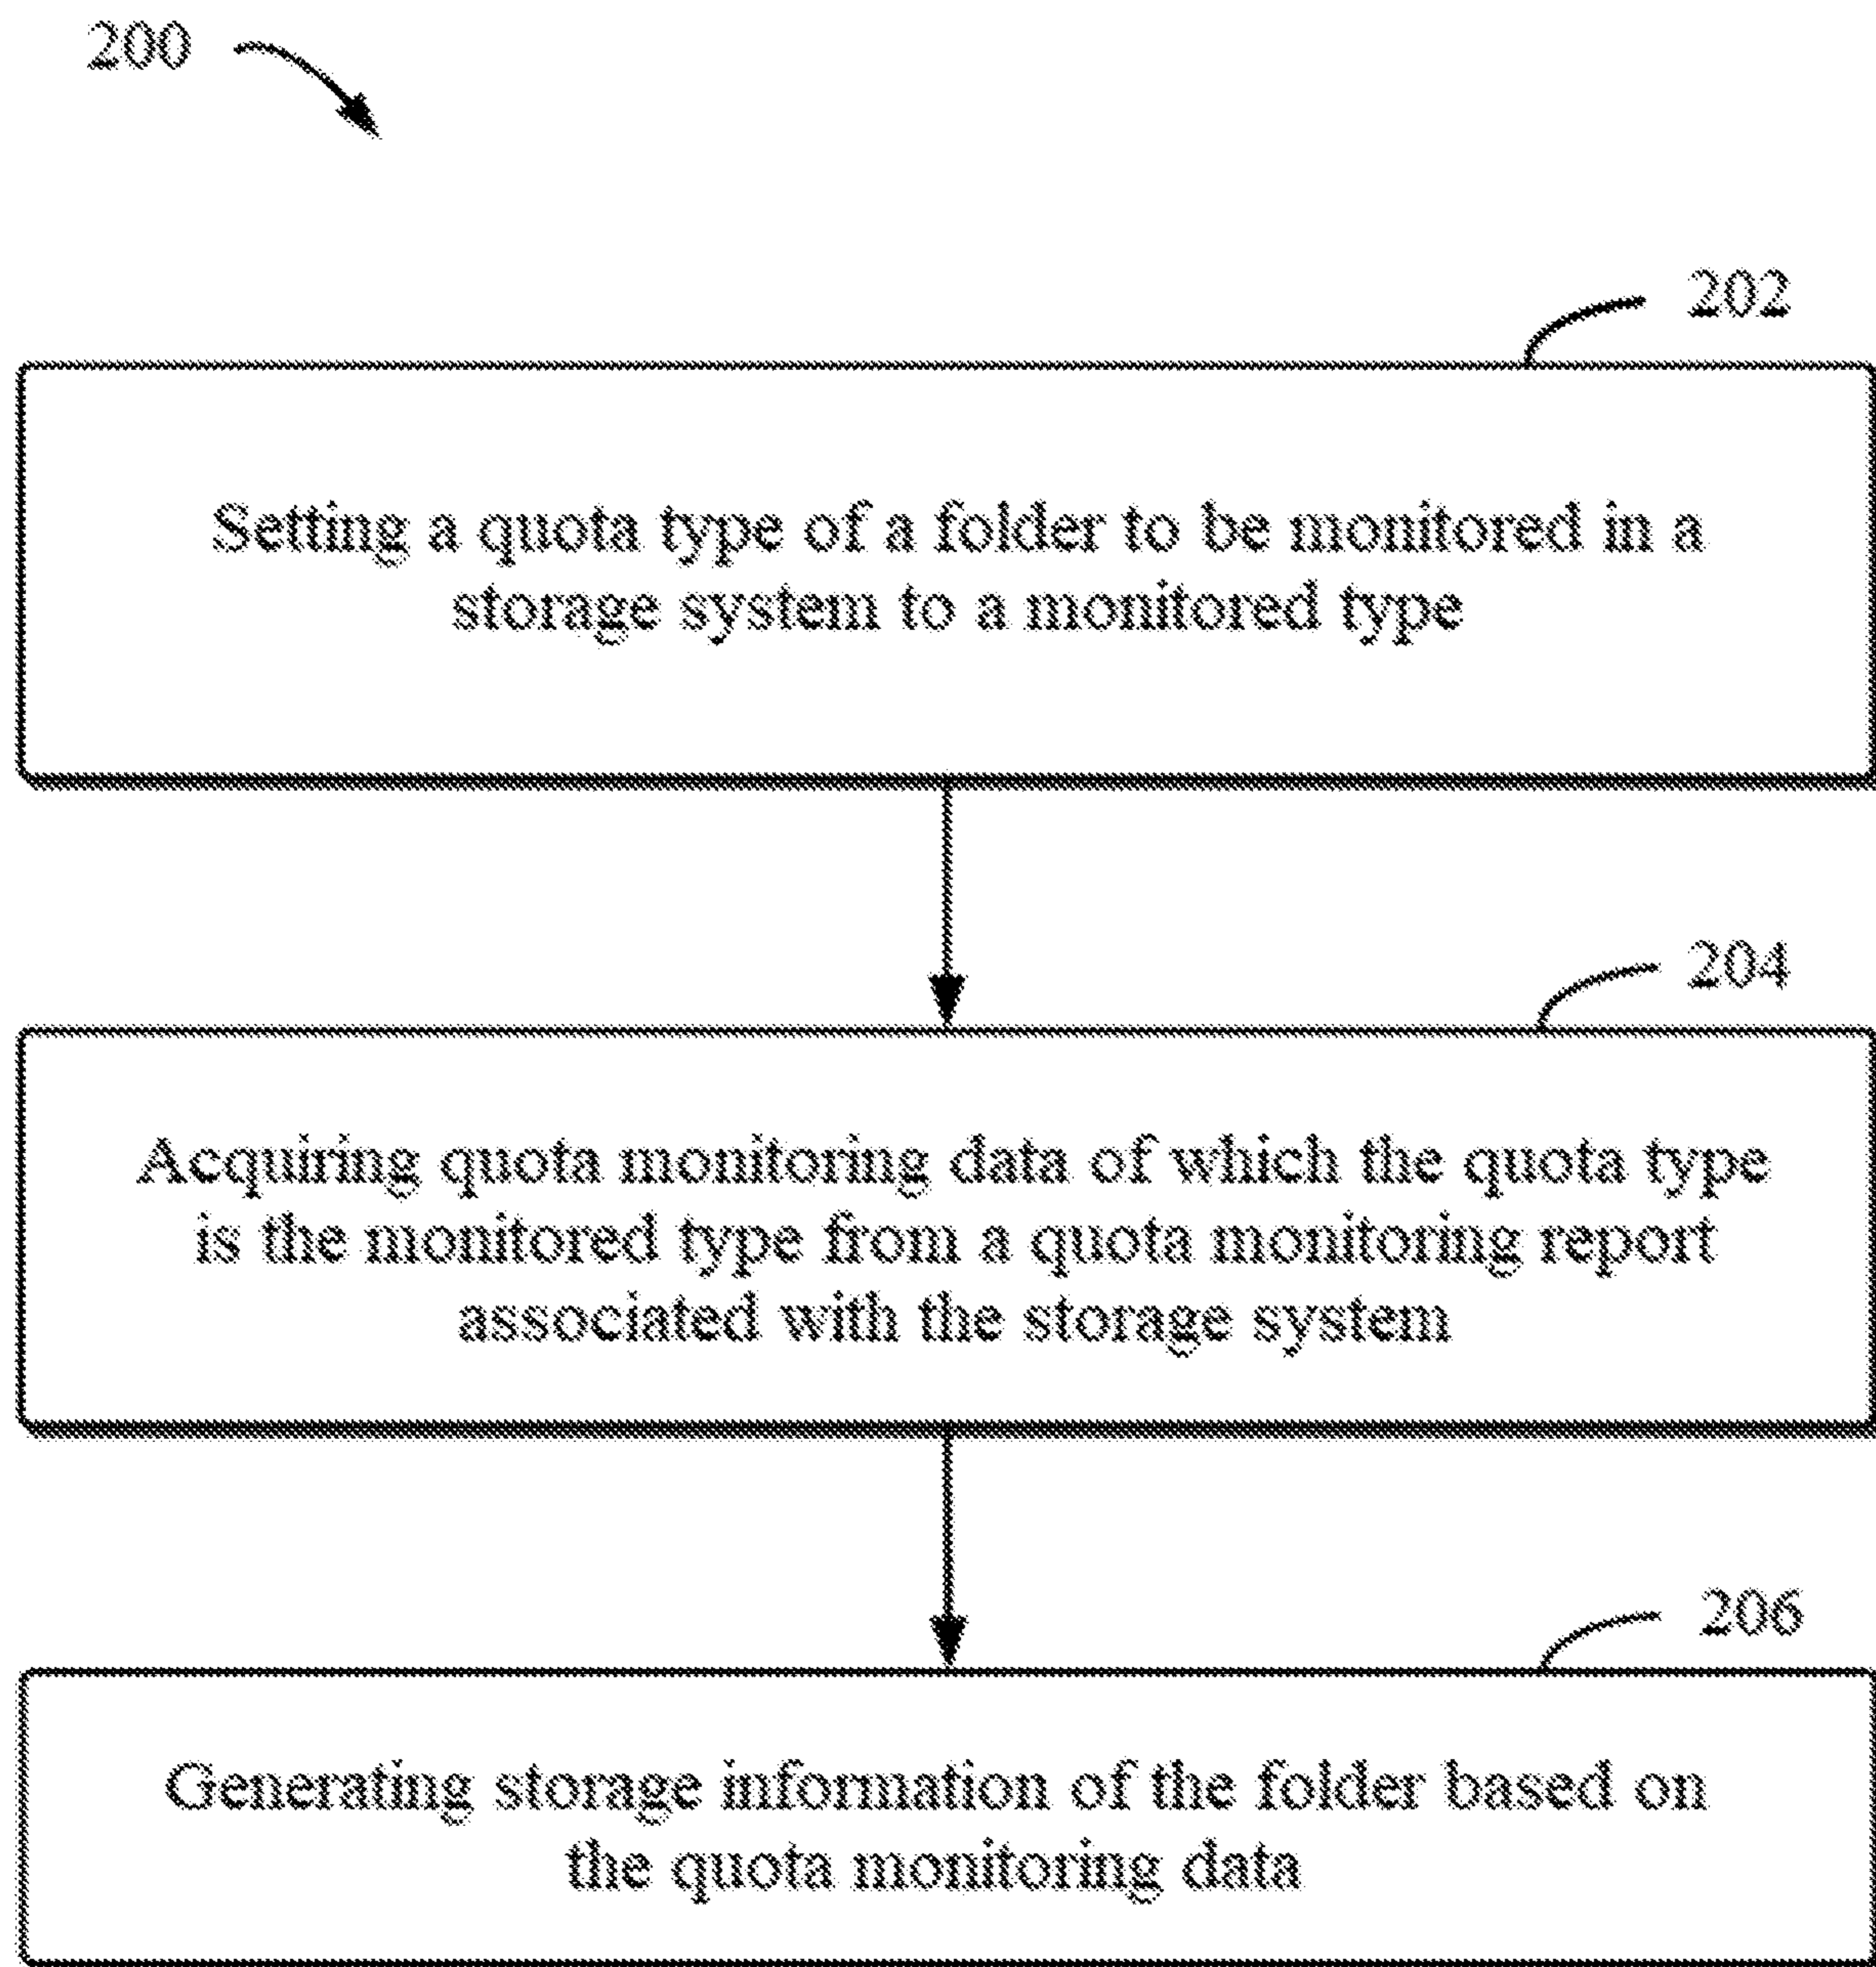 200
202
Setting a quota type of a folder to be monitored in a
storage system to a monitored type
204
Acquiring quota monitoring data of which the quota type
is the monitored type from a quota monitoring report
associated with the storage system
206
Generating storage information of the folder based on
the quota monitoring data